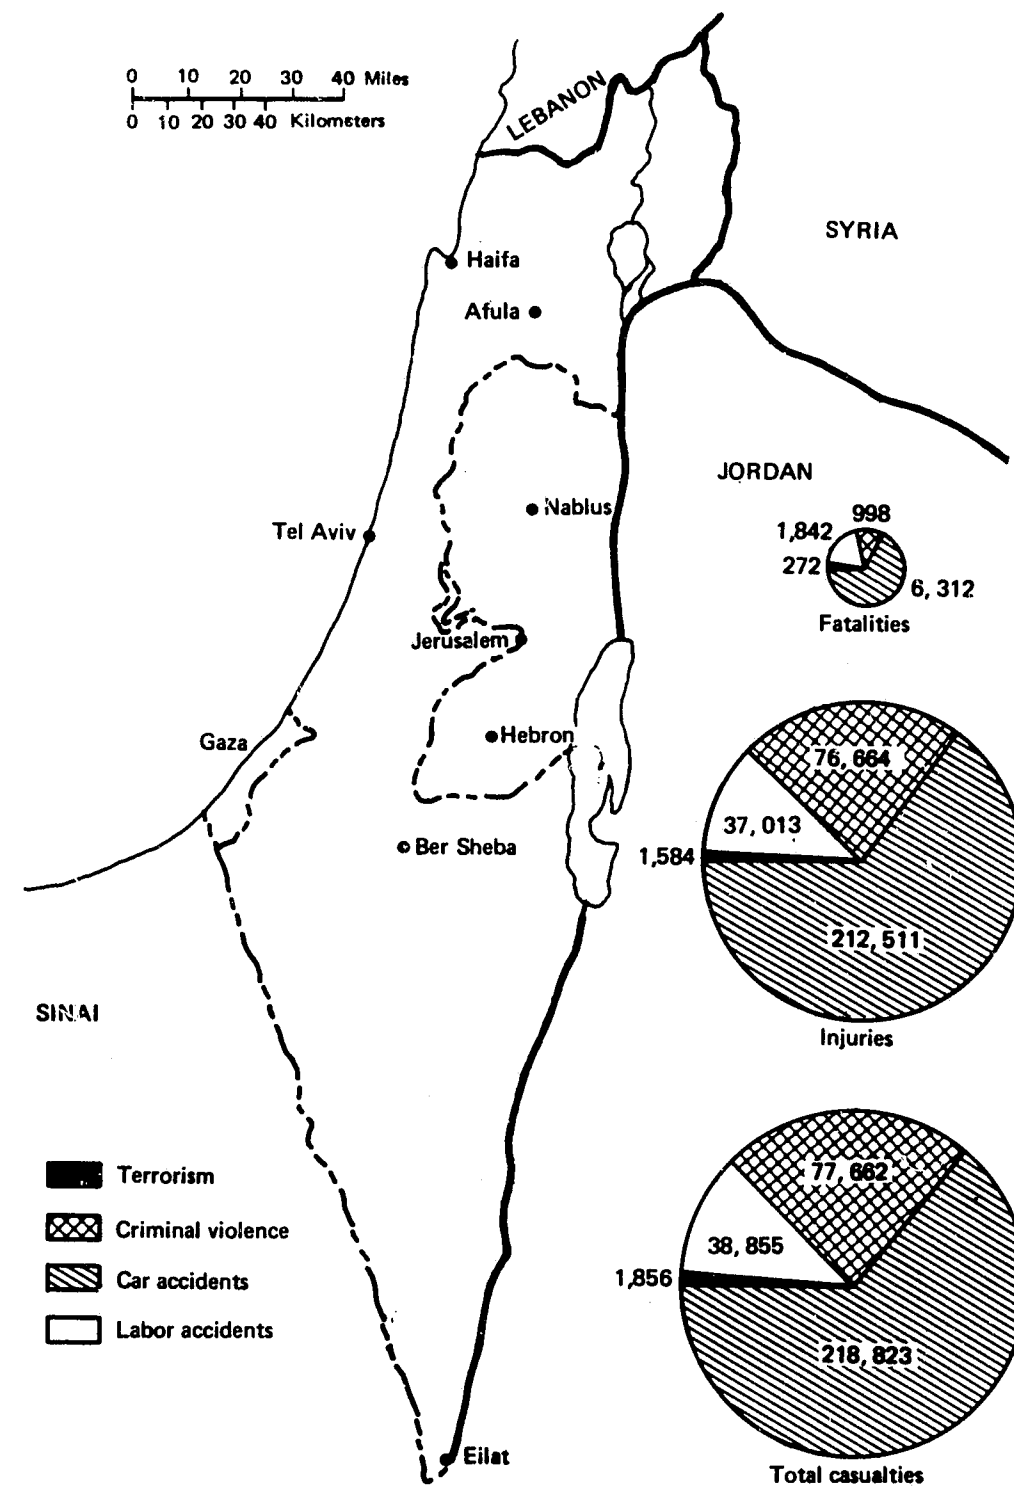 0 10 20 30 40 Miles
0 10 20 30 40 Kilometers
LEBANON
SYRIA
Haifa
Afula
JORDAN
Nablus
Tel Aviv
998
1,842
272
6,312
Fatalities
Jerusalem
Gaza
Hebron
76,664
37,013
1,584
212,511
Injuries
Ber Sheba
SINAI
Terrorism
Criminal violence
Car accidents
Labor accidents
77,662
38,855
1,856
218,823
Total casualties
Eilat